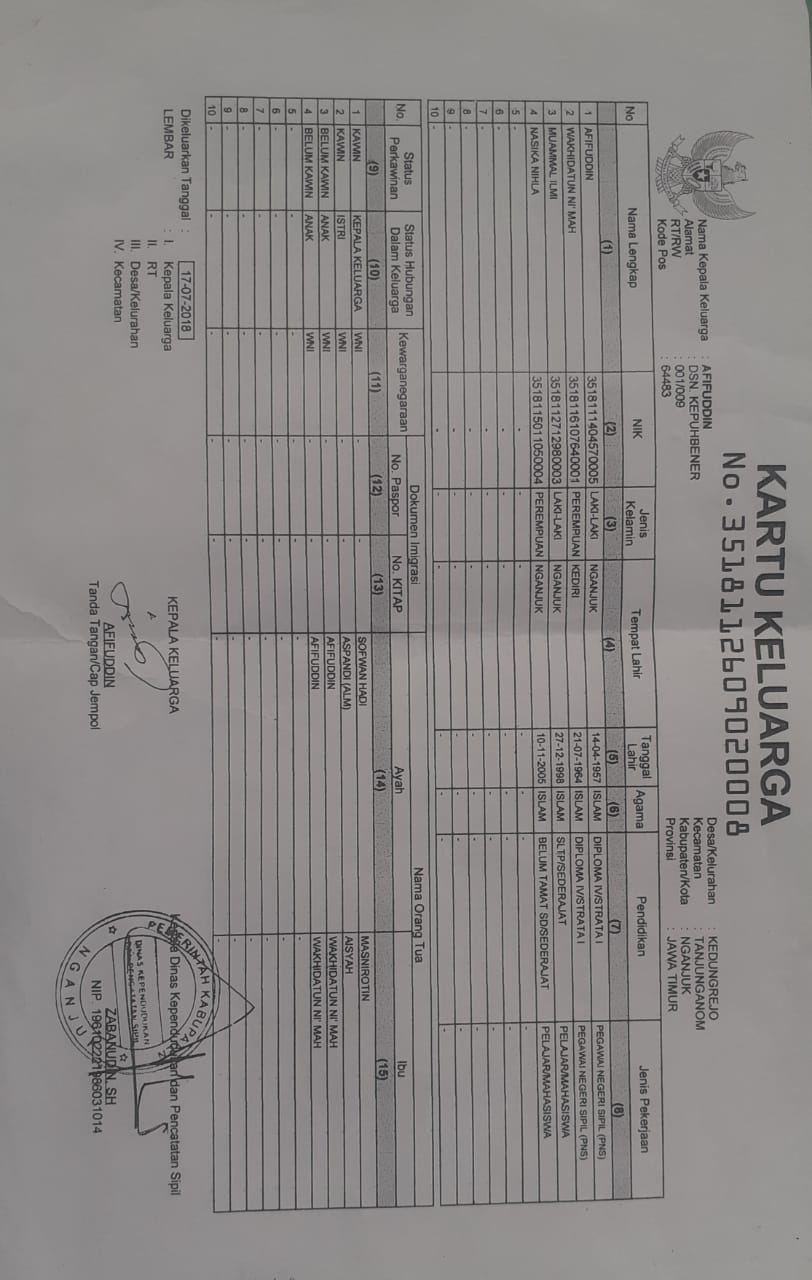 KARTU KELUARGA
No. 3518112609020008
Nama Kepala Keluarga : AFIFUDDIN
Alamat : DSN. KEPUHBENER
RT/RW : 001/009
Kode Pos : 64483
Desa/Kelurahan : KEDUNGREJO
Kecamatan : TANJUNGANOM
Kabupaten/Kota : NGANJUK
Provinsi : JAWA TIMUR
No Nama Lengkap NIK Jenis Kelamin Tempat Lahir Tanggal Lahir Agama Pendidikan Jenis Pekerjaan
(1) (2) (3) (4) (5) (6) (7) (8)
1 AFIFUDDIN 3518111404570005 LAKI-LAKI NGANJUK 14-04-1957 ISLAM DIPLOMA IV/STRATA I PEGAWAI NEGERI SIPIL (PNS)
2 WAKHIDATUN NI' MAH 3518116107640001 PEREMPUAN KEDIRI 21-07-1964 ISLAM DIPLOMA IV/STRATA I PEGAWAI NEGERI SIPIL (PNS)
3 MUAMMAL ILMI 3518112712980003 LAKI-LAKI NGANJUK 27-12-1998 ISLAM SLTP/SEDERAJAT PELAJAR/MAHASISWA
4 NASIKA NIHLA 3518115011050004 PEREMPUAN NGANJUK 10-11-2005 ISLAM BELUM TAMAT SD/SEDERAJAT PELAJAR/MAHASISWA
5 - - - - - - - -
6 - - - - - - - -
7 - - - - - - - -
8 - - - - - - - -
9 - - - - - - - -
10 - - - - - - - -
No. Status Perkawinan Status Hubungan Dalam Keluarga Kewarganegaraan Dokumen Imigrasi Nama Orang Tua
No. Paspor No. KITAP Ayah Ibu
(9) (10) (11) (12) (13) (14) (15)
1 KAWIN KEPALA KELUARGA WNI - - SOFWAN HADI MASNIROTIN
2 KAWIN ISTRI WNI - - ASPANDI (ALM) AISYAH
3 BELUM KAWIN ANAK WNI - - AFIFUDDIN WAKHIDATUN NI' MAH
4 BELUM KAWIN ANAK WNI - - AFIFUDDIN WAKHIDATUN NI' MAH
5 - - - - - - -
6 - - - - - - -
7 - - - - - - -
8 - - - - - - -
9 - - - - - - -
10 - - - - - - -
Dikeluarkan Tanggal : 17-07-2018
LEMBAR : I. Kepala Keluarga
II. RT
III. Desa/Kelurahan
IV. Kecamatan
KEPALA KELUARGA
AFIFUDDIN
Tanda Tangan/Cap Jempol
Kepala Dinas Kependudukan dan Pencatatan Sipil
PEMERINTAH KABUPATEN
DINAS KEPENDUDUKAN
DAN PENCATATAN SIPIL
NGANJUK
ZABANUDIN, SH
NIP.